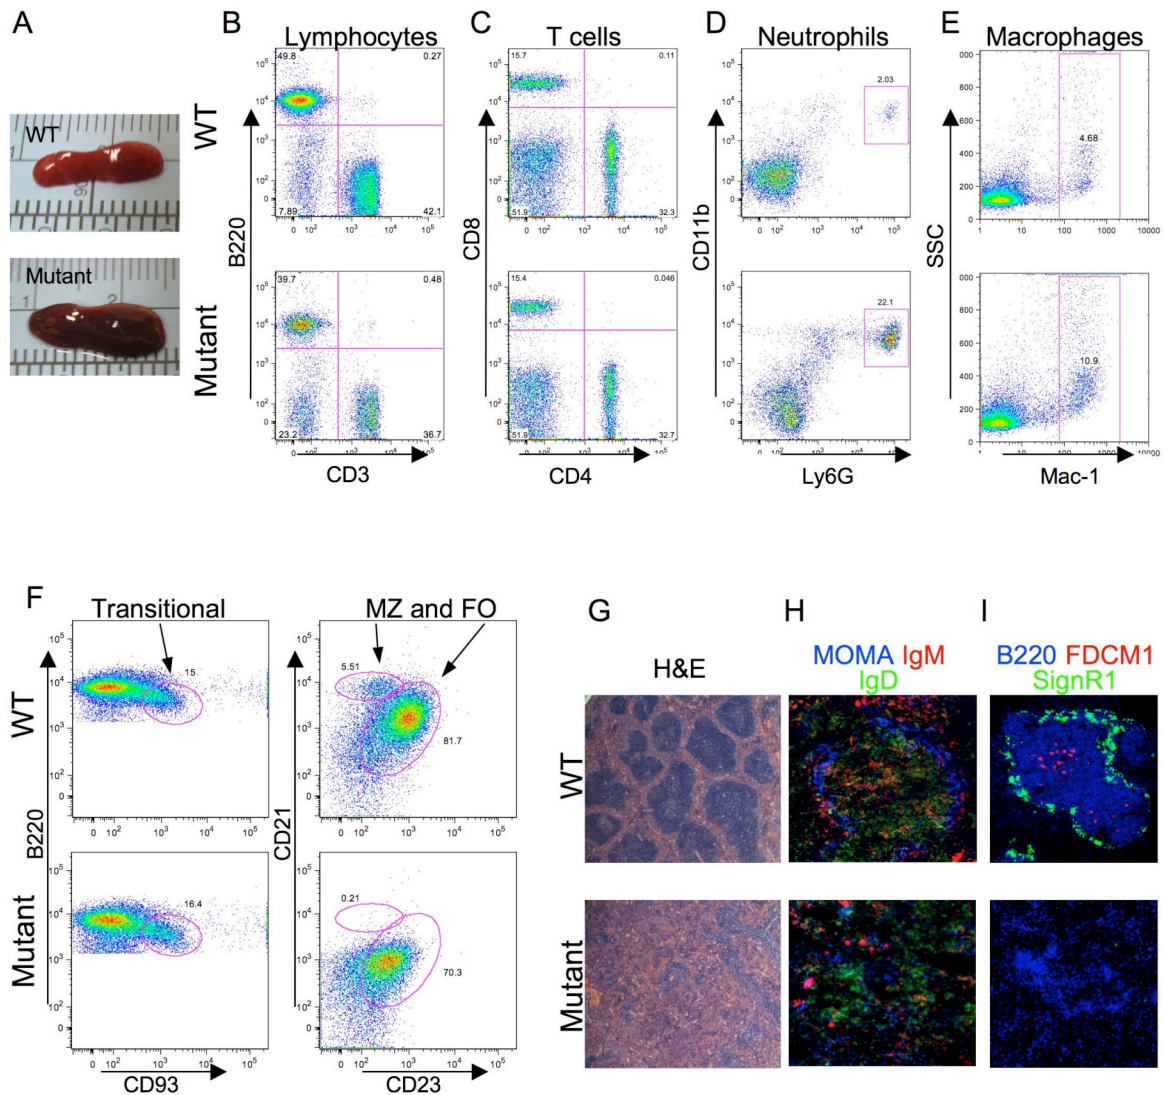 A
B
C
D
E
Lymphocytes
T cells
Neutrophils
Macrophages
WT
WT
B220
49.8
0.27
7.89
42.1
CD8
15.7
0.11
51.9
32.3
CD11b
2.03
SSC
4.68
Mutant
Mutant
1
2
39.7
0.48
23.2
36.7
15.4
0.046
51.9
32.7
22.1
10.9
CD3
CD4
Ly6G
Mac-1
F
G
H
I
Transitional
MZ and FO
H&E
MOMA IgM
IgD
B220 FDCM1
SignR1
WT
15
5.51
81.7
WT
B220
CD21
Mutant
16.4
0.21
70.3
Mutant
CD93
CD23